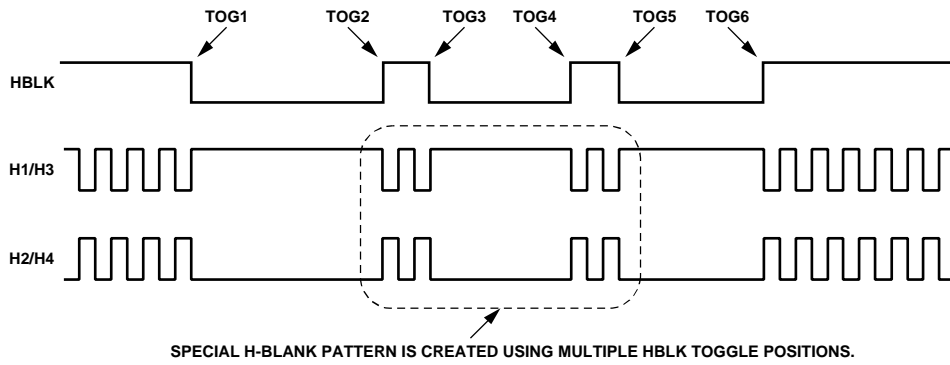 TOG1 TOG2 TOG3 TOG4 TOG5 TOG6
HBLK
H1/H3
H2/H4
SPECIAL H-BLANK PATTERN IS CREATED USING MULTIPLE HBLK TOGGLE POSITIONS.